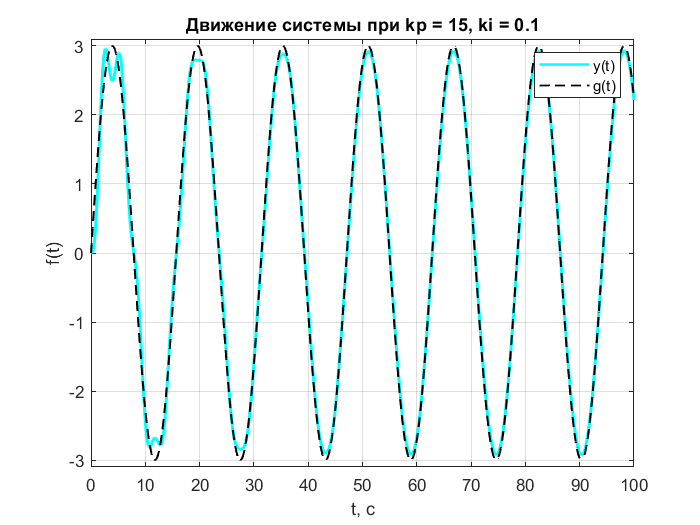 Движение системы при kp = 15, ki = 0.1
y(t)
g(t)
f(t)
3
2
1
0
-1
-2
-3
0 10 20 30 40 50 60 70 80 90 100
t, c